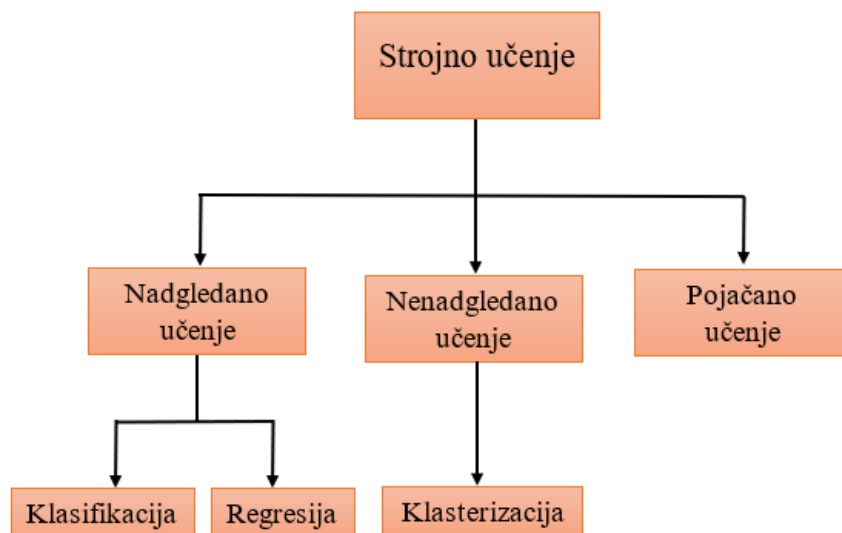 Strojno učenje
Nadgledano
učenje
Nenadgledano
učenje
Pojačano
učenje
Klasifikacija
Regresija
Klasterizacija